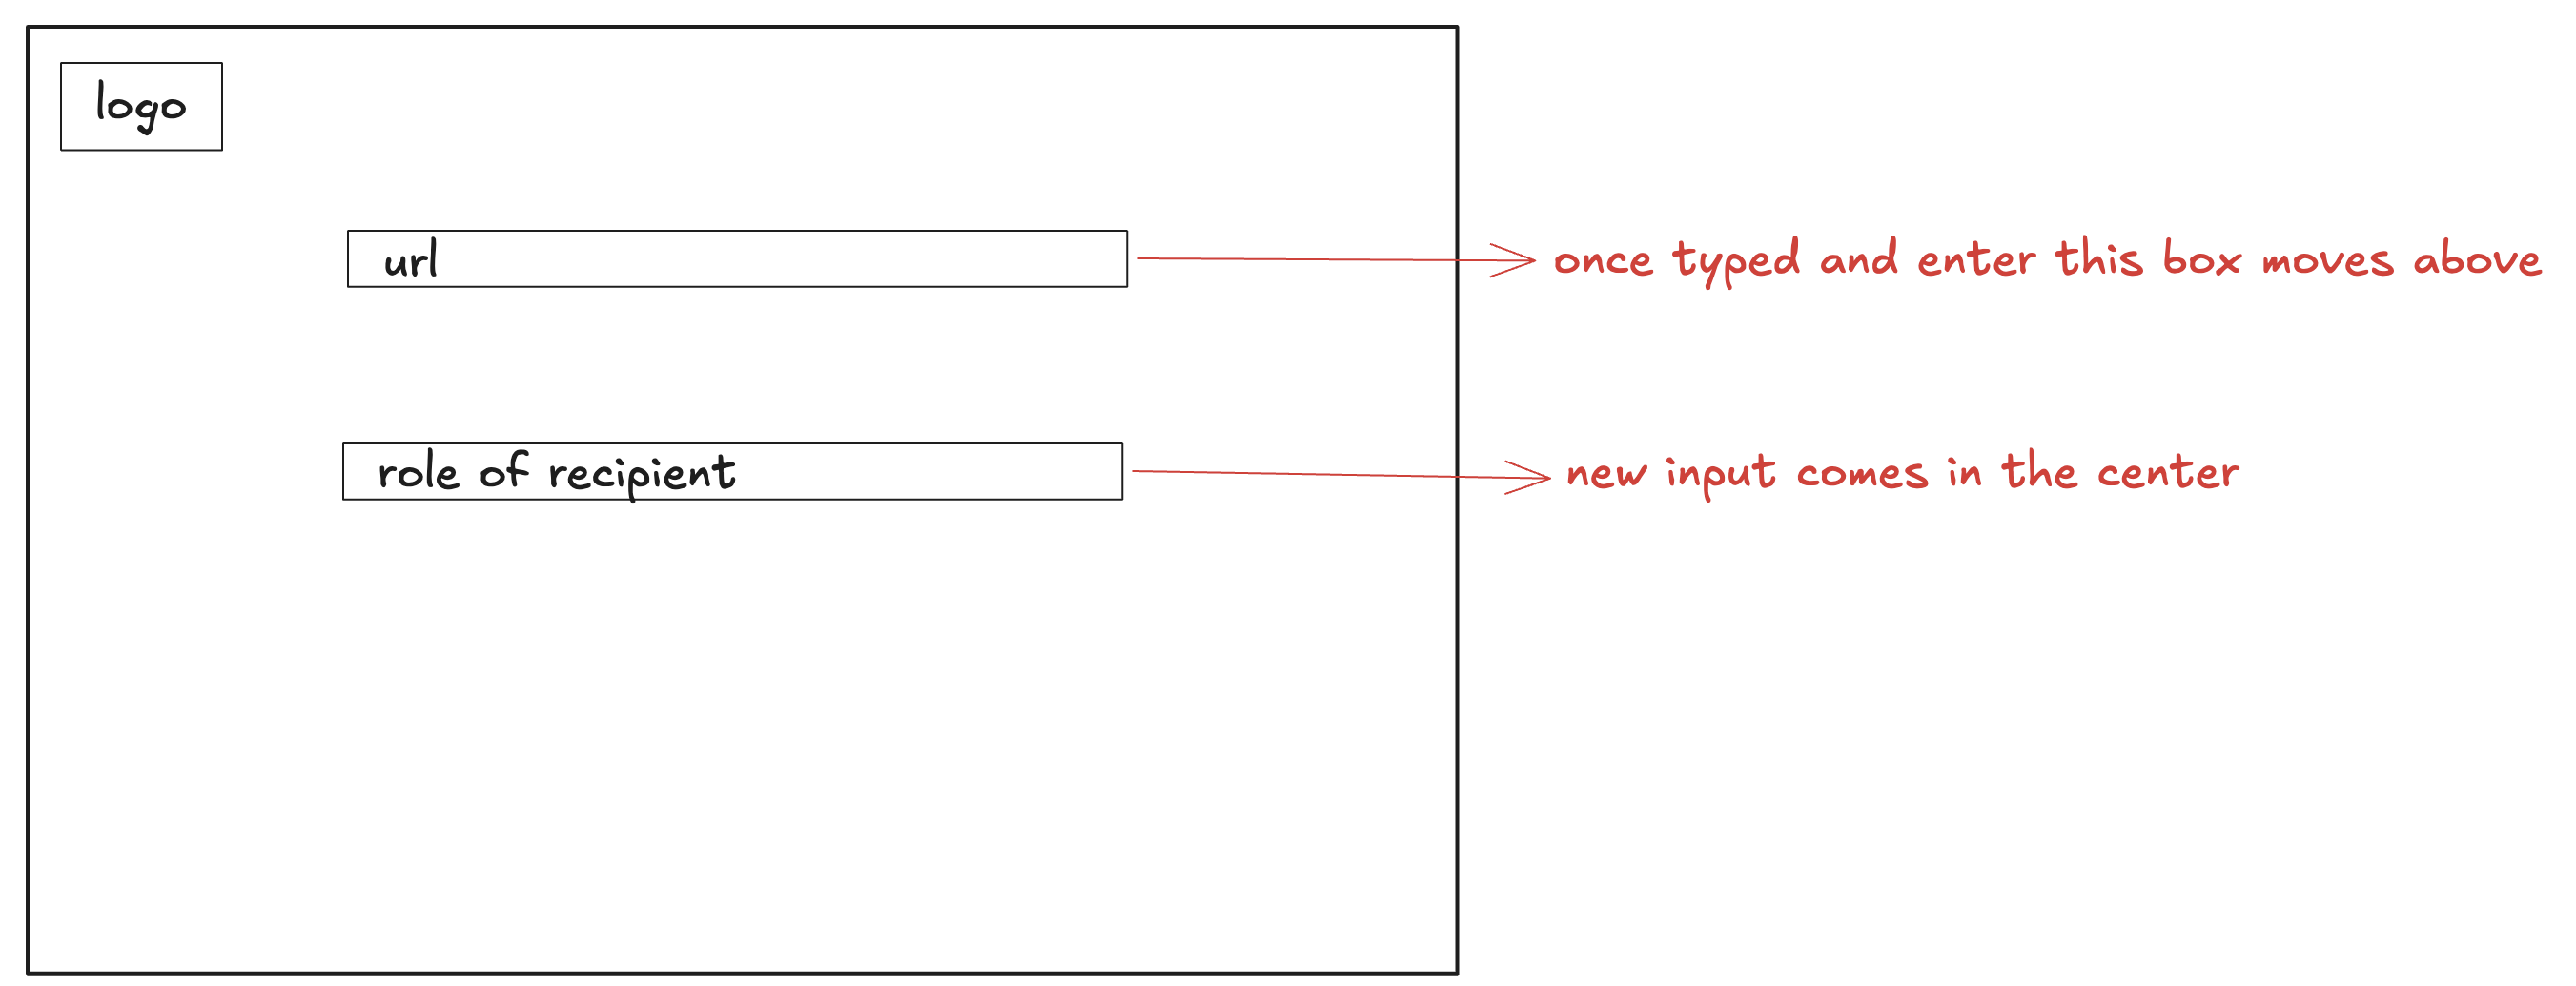 logo
url
once typed and enter this box moves above
role of recipient
new input comes in the center